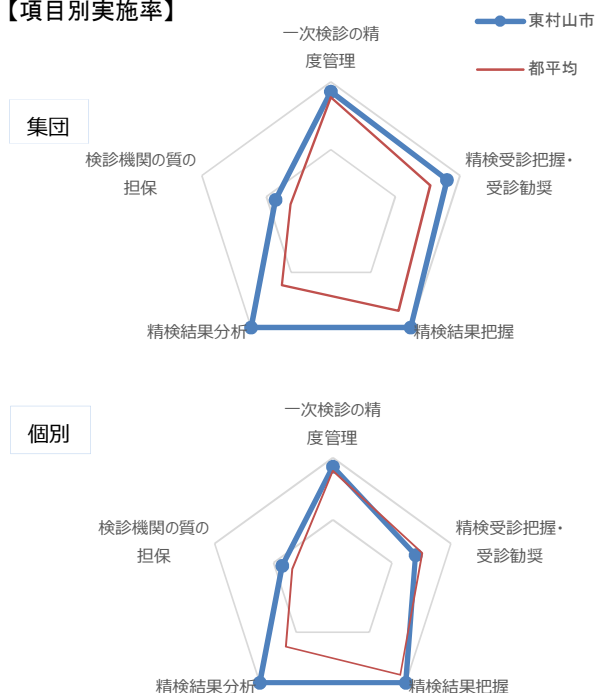 【項目別実施率】
東村山市
都平均
集団
一次検診の精
度管理
精検受診把握・
受診勧奨
精検結果把握
精検結果分析
検診機関の質の
担保
個別
一次検診の精
度管理
精検受診把握・
受診勧奨
精検結果把握
精検結果分析
検診機関の質の
担保